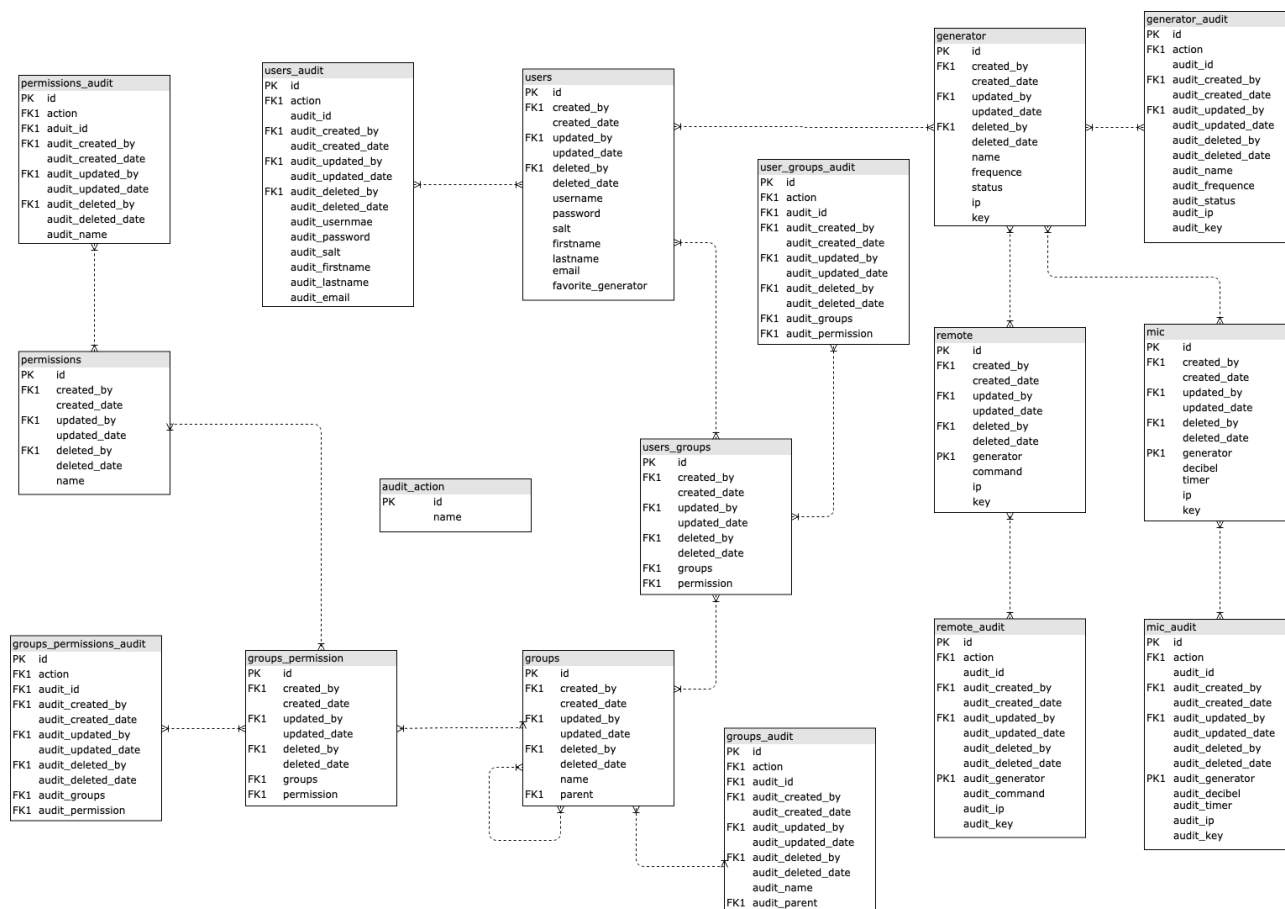 permissions_audit
PK id
FK1 action
FK1 aduit_id
FK1 audit_created_by
audit_created_date
FK1 audit_updated_by
audit_updated_date
FK1 audit_deleted_by
audit_deleted_date
audit_name
users_audit
PK id
FK1 action
audit_id
FK1 audit_created_by
audit_created_date
FK1 audit_updated_by
audit_updated_date
FK1 audit_deleted_by
audit_deleted_date
audit_usernmae
audit_password
audit_salt
audit_firstname
audit_lastname
audit_email
users
PK id
FK1 created_by
created_date
FK1 updated_by
updated_date
FK1 deleted_by
deleted_date
username
password
salt
firstname
lastname
email
favorite_generator
user_groups_audit
PK id
FK1 action
FK1 audit_id
FK1 audit_created_by
audit_created_date
FK1 audit_updated_by
audit_updated_date
FK1 audit_deleted_by
audit_deleted_date
FK1 audit_groups
FK1 audit_permission
generator
PK id
FK1 created_by
created_date
FK1 updated_by
updated_date
FK1 deleted_by
deleted_date
name
frequence
status
ip
key
generator_audit
PK id
FK1 action
audit_id
FK1 audit_created_by
audit_created_date
FK1 audit_updated_by
audit_updated_date
audit_deleted_by
audit_deleted_date
audit_name
audit_frequence
audit_status
audit_ip
audit_key
permissions
PK id
FK1 created_by
created_date
FK1 updated_by
updated_date
FK1 deleted_by
deleted_date
name
audit_action
PK id
name
users_groups
PK id
FK1 created_by
created_date
FK1 updated_by
updated_date
FK1 deleted_by
deleted_date
FK1 groups
FK1 permission
remote
PK id
FK1 created_by
created_date
FK1 updated_by
updated_date
FK1 deleted_by
deleted_date
PK1 generator
command
ip
key
mic
PK id
FK1 created_by
created_date
FK1 updated_by
updated_date
FK1 deleted_by
deleted_date
PK1 generator
decibel
timer
ip
key
groups_permissions_audit
PK id
FK1 action
FK1 audit_id
FK1 audit_created_by
audit_created_date
FK1 audit_updated_by
audit_updated_date
FK1 audit_deleted_by
audit_deleted_date
FK1 audit_groups
FK1 audit_permission
groups_permission
PK id
FK1 created_by
created_date
FK1 updated_by
updated_date
FK1 deleted_by
deleted_date
FK1 groups
FK1 permission
groups
PK id
FK1 created_by
created_date
FK1 updated_by
updated_date
FK1 deleted_by
deleted_date
name
FK1 parent
groups_audit
PK id
FK1 action
FK1 audit_id
FK1 audit_created_by
audit_created_date
FK1 audit_updated_by
audit_updated_date
FK1 audit_deleted_by
audit_deleted_date
audit_name
FK1 audit_parent
remote_audit
PK id
FK1 action
audit_id
FK1 audit_created_by
audit_created_date
FK1 audit_updated_by
audit_updated_date
audit_deleted_by
audit_deleted_date
PK1 audit_generator
audit_command
audit_ip
audit_key
mic_audit
PK id
FK1 action
audit_id
FK1 audit_created_by
audit_created_date
FK1 audit_updated_by
audit_updated_date
audit_deleted_by
audit_deleted_date
PK1 audit_generator
audit_decibel
audit_timer
audit_ip
audit_key